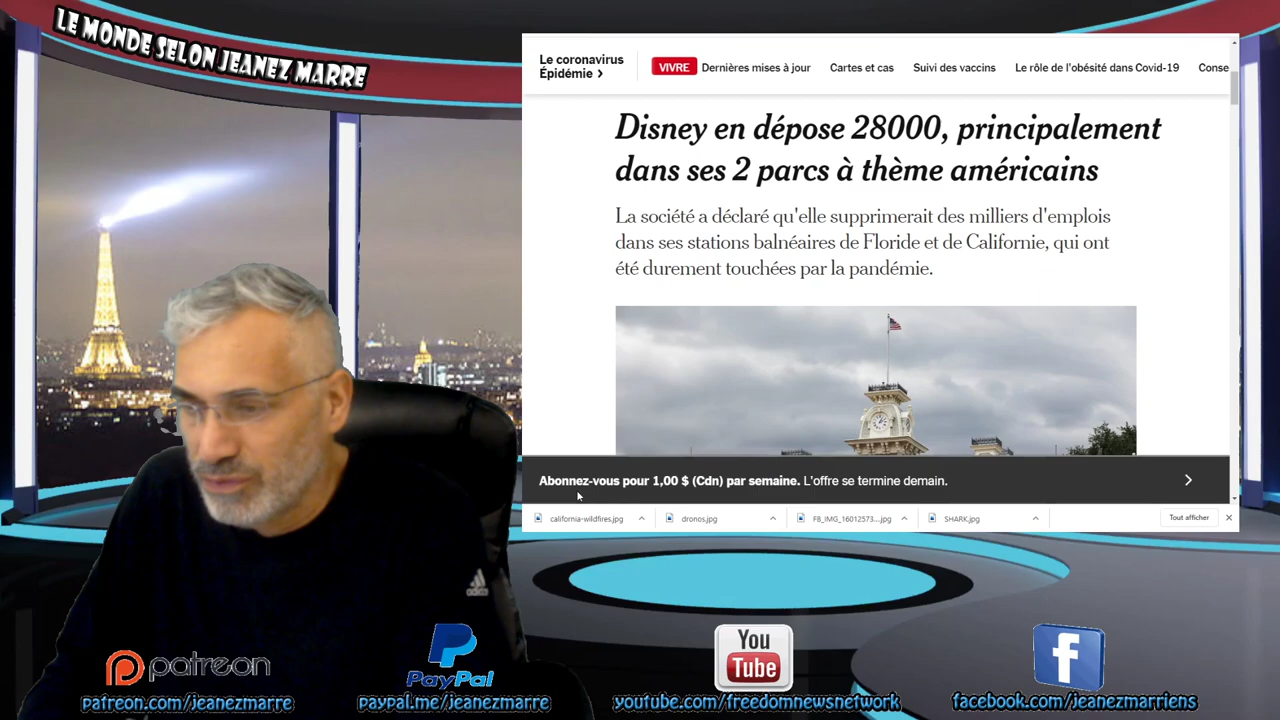 LE MONDE SELON JEANEZ MARRE
Le coronavirus
Épidémie
VIVRE Dernières mises à jour Cartes et cas Suivi des vaccins Le rôle de l'obésité dans Covid-19 Conse
Disney en dépose 28000, principalement
dans ses 2 parcs à thème américains
La société a déclaré qu'elle supprimerait des milliers d'emplois
dans ses stations balnéaires de Floride et de Californie, qui ont
été durement touchées par la pandémie.
Abonnez-vous pour 1,00 $ (Cdn) par semaine. L'offre se termine demain.
california-wildfires.jpg dronos.jpg FB_IMG_16012573....jpg SHARK.jpg Tout afficher
adidas
patreon
PayPal
You
Tube
f
patreon.com/jeanezmarre
paypal.me/jeanezmarre
youtube.com/freedomnewsnetwork
facebook.com/jeanezmarriens